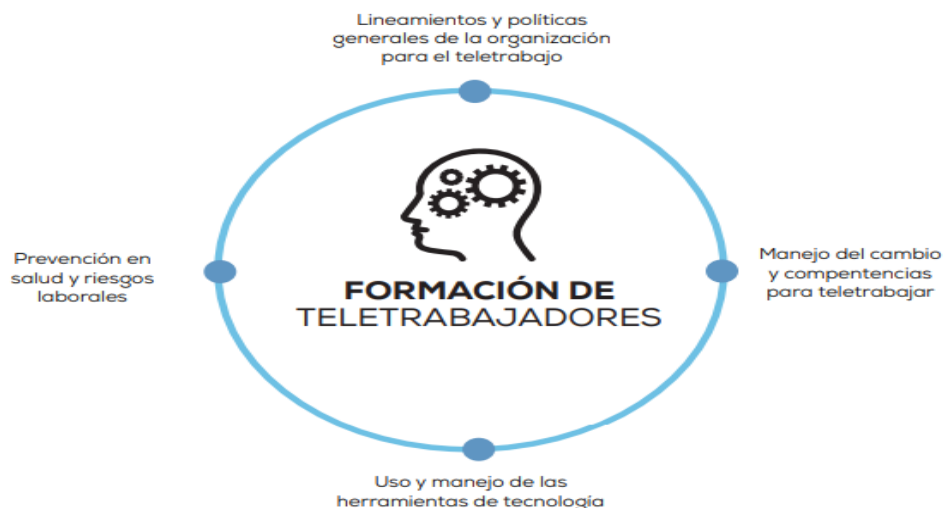 Lineamientos y políticas
generales de la organización
para el teletrabajo
Prevención en
salud y riesgos
laborales
FORMACIÓN DE
TELETRABAJADORES
Manejo del cambio
y compentencias
para teletrabajar
Uso y manejo de las
herramientas de tecnología